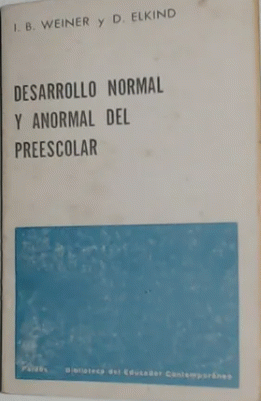 I. B. WEINER y D. ELKIND
DESARROLLO NORMAL
Y ANORMAL DEL
PREESCOLAR
Paidós Biblioteca del Educador Contemporáneo